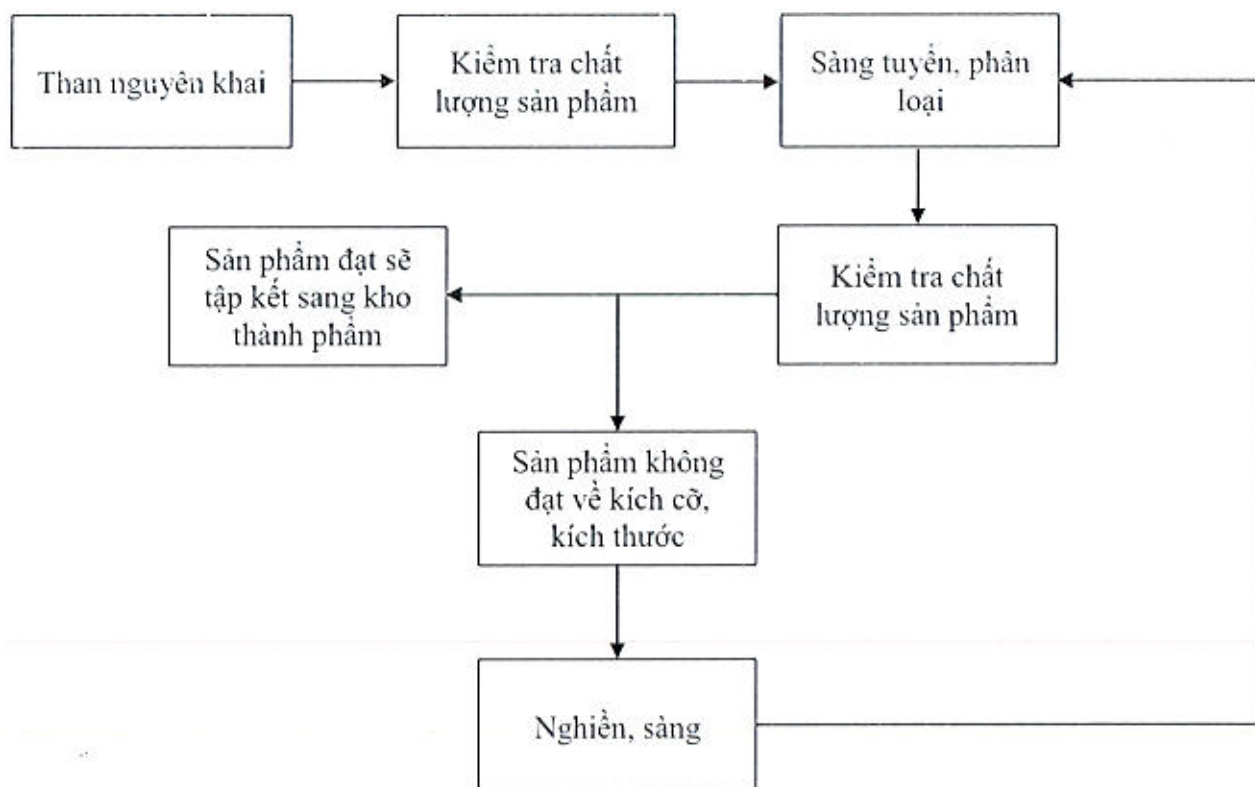 Than nguyên khai
Kiểm tra chất
lượng sản phẩm
Sàng tuyển, phân
loại
Kiểm tra chất
lượng sản phẩm
Sản phẩm đạt sẽ
tập kết sang kho
thành phẩm
Sản phẩm không
đạt về kích cỡ,
kích thước
Nghiền, sàng